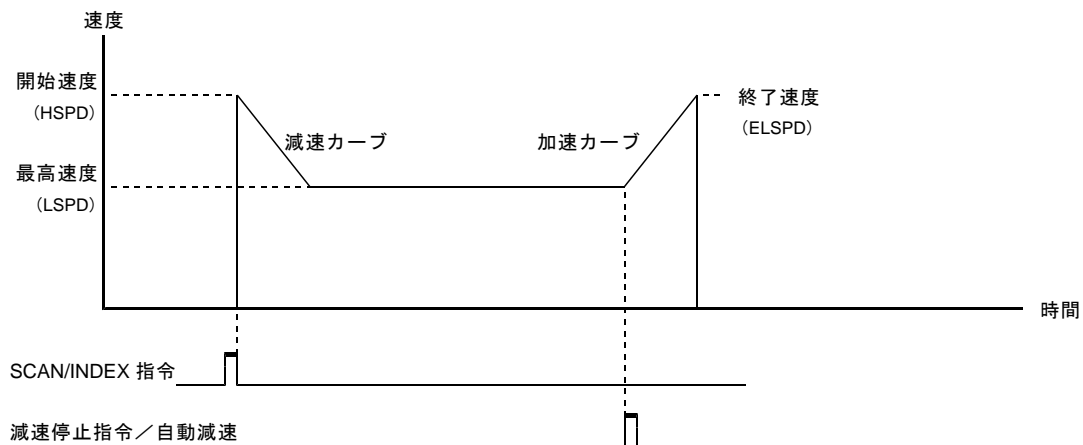 速度
開始速度
（HSPD）
終了速度
（ELSPD）
減速カーブ
加速カーブ
最高速度
（LSPD）
時間
SCAN/INDEX 指令
減速停止指令／自動減速